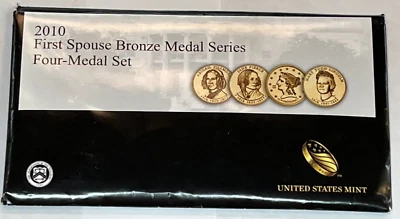 2010
First Spouse Bronze Medal Series
Four-Medal Set
UNITED STATES MINT